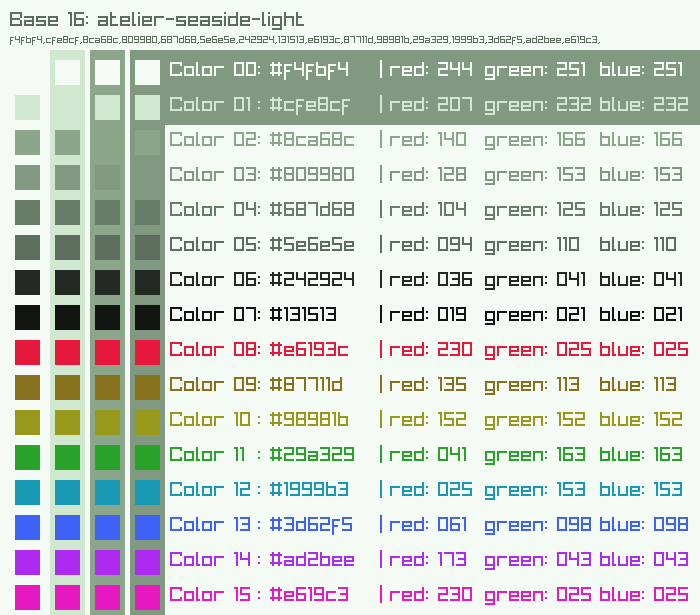 Base 16: atelier-seaside-light
f4fbf4,cfe8cf,8ca68c,809980,687d68,5e6e5e,242924,131513,e6193c,87711d,98981b,29a329,1999b3,3d62f5,ad2bee,e619c3,
Color 00: #f4fbf4 | red: 244 green: 251 blue: 251
Color 01 : #cfe8cf | red: 207 green: 232 blue: 232
Color 02: #8ca68c | red: 140 green: 166 blue: 166
Color 03: #809980 | red: 128 green: 153 blue: 153
Color 04: #687d68 | red: 104 green: 125 blue: 125
Color 05: #5e6e5e | red: 094 green: 110 blue: 110
Color 06: #242924 | red: 036 green: 041 blue: 041
Color 07: #131513 | red: 019 green: 021 blue: 021
Color 08: #e6193c | red: 230 green: 025 blue: 025
Color 09: #87711d | red: 135 green: 113 blue: 113
Color 10 : #98981b | red: 152 green: 152 blue: 152
Color 11 : #29a329 | red: 041 green: 163 blue: 163
Color 12 : #1999b3 | red: 025 green: 153 blue: 153
Color 13 : #3d62f5 | red: 061 green: 098 blue: 098
Color 14 : #ad2bee | red: 173 green: 043 blue: 043
Color 15 : #e619c3 | red: 230 green: 025 blue: 025